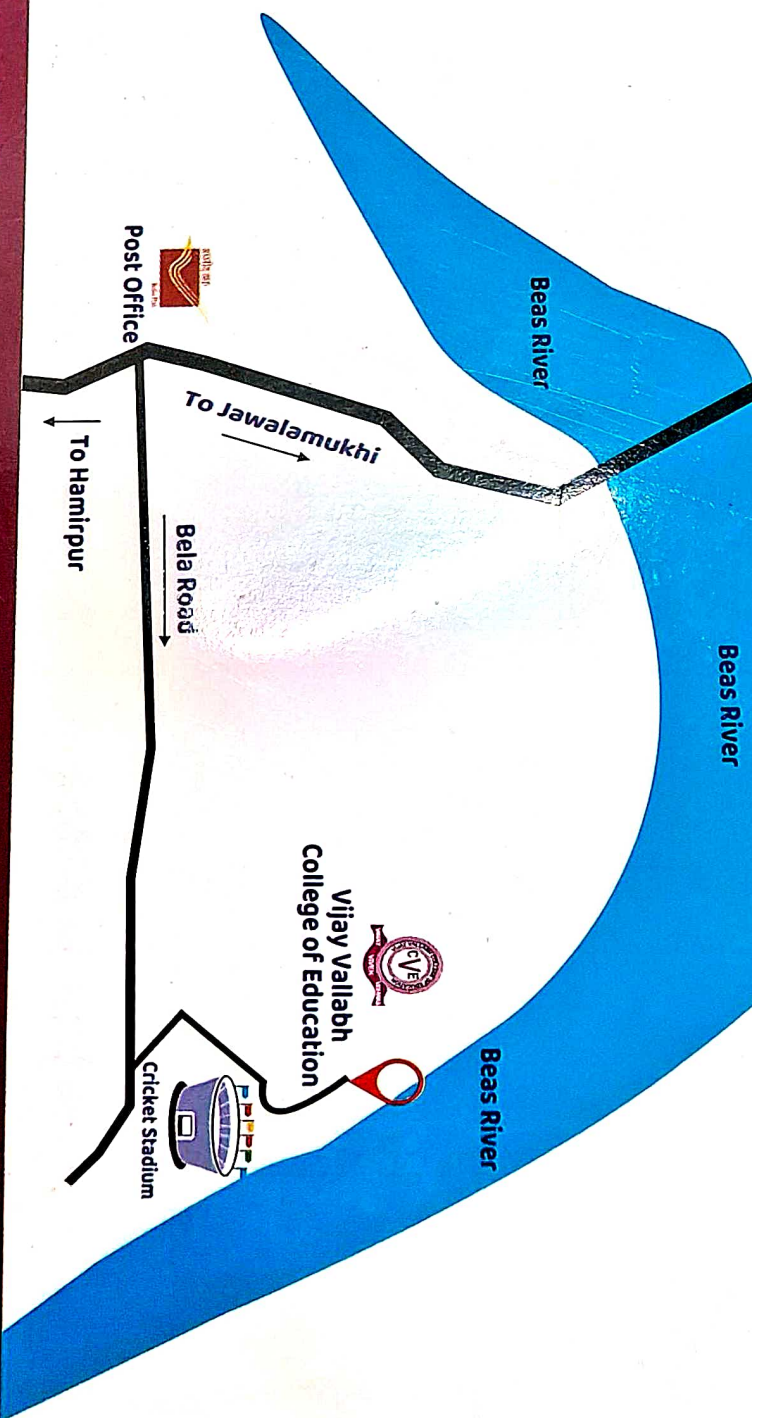 Beas River
Beas River
Beas River
CVE
Vijay Vallabh
College of Education
To Jawalamukhi
Bela Road
Post Office
Cricket Stadium
To Hamirpur